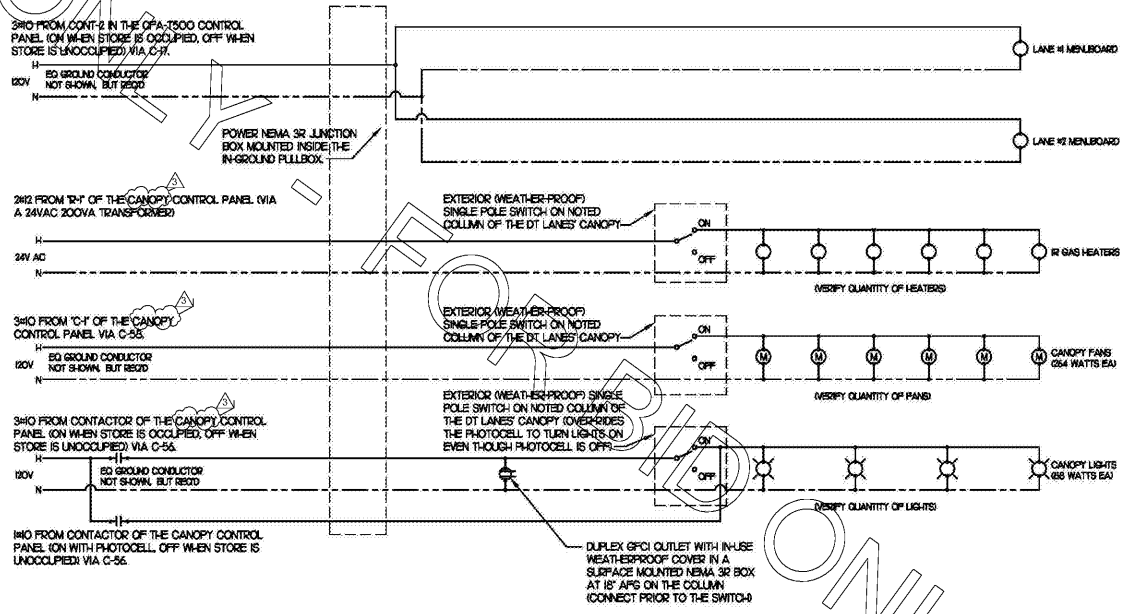 3#10 FROM CONT-2 IN THE OFA-T500 CONTROL
PANEL (ON WHEN STORE IS OCCUPIED, OFF WHEN
STORE IS UNOCCUPIED) VIA C-17.
H
120V
EQ GROUND CONDUCTOR
NOT SHOWN, BUT REQ'D
N
POWER NEMA 3R JUNCTION
BOX MOUNTED INSIDE THE
IN-GROUND PULLBOX.
LANE #1 MENUBOARD
LANE #2 MENUBOARD
3
2#12 FROM "R-1" OF THE CANOPY CONTROL PANEL (VIA
A 24VAC 200VA TRANSFORMER)
H
24V AC
N
EXTERIOR (WEATHER-PROOF)
SINGLE POLE SWITCH ON NOTED
COLUMN OF THE DT LANES' CANOPY
ON
OFF
IR GAS HEATERS
(VERIFY QUANTITY OF HEATERS)
3
3#10 FROM "C-1" OF THE CANOPY
CONTROL PANEL VIA C-55.
H
120V
EQ GROUND CONDUCTOR
NOT SHOWN, BUT REQ'D
N
EXTERIOR (WEATHER-PROOF)
SINGLE POLE SWITCH ON NOTED
COLUMN OF THE DT LANES' CANOPY
ON
OFF
M M M M M M
CANOPY FANS
(264 WATTS EA)
(VERIFY QUANTITY OF FANS)
3
3#10 FROM CONTACTOR OF THE CANOPY CONTROL
PANEL (ON WHEN STORE IS OCCUPIED, OFF WHEN
STORE IS UNOCCUPIED) VIA C-56.
H
120V
EQ GROUND CONDUCTOR
NOT SHOWN, BUT REQ'D
N
EXTERIOR (WEATHER-PROOF) SINGLE
POLE SWITCH ON NOTED COLUMN OF
THE DT LANES' CANOPY (OVER-RIDES
THE PHOTOCELL TO TURN LIGHTS ON
EVEN THOUGH PHOTOCELL IS OFF)
ON
OFF
CANOPY LIGHTS
WATTS EA)
(VERIFY QUANTITY OF LIGHTS)
1#10 FROM CONTACTOR OF THE CANOPY CONTROL
PANEL (ON WITH PHOTOCELL, OFF WHEN STORE IS
UNOCCUPIED) VIA C-56.
DUPLEX GFCI OUTLET WITH IN-USE
WEATHERPROOF COVER IN A
SURFACE MOUNTED NEMA 3R BOX
AT 18" AFG ON THE COLUMN
(CONNECT PRIOR TO THE SWITCH)
FOR BID ONL